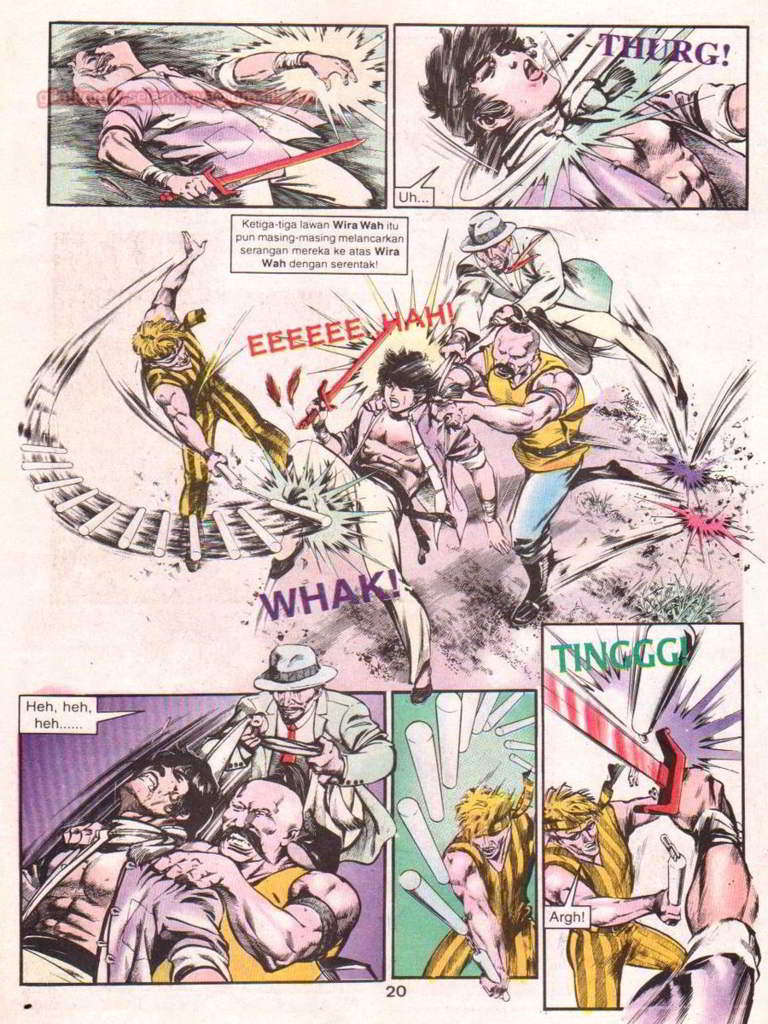 THURG!
Uh...
Ketiga-tiga lawan Wira Wah itu
pun masing-masing melancarkan
serangan mereka ke atas Wira
Wah dengan serentak!
EEEEEE..HAH!
WHAK!
Heh, heh,
heh......
TINGGG!
Argh!
20